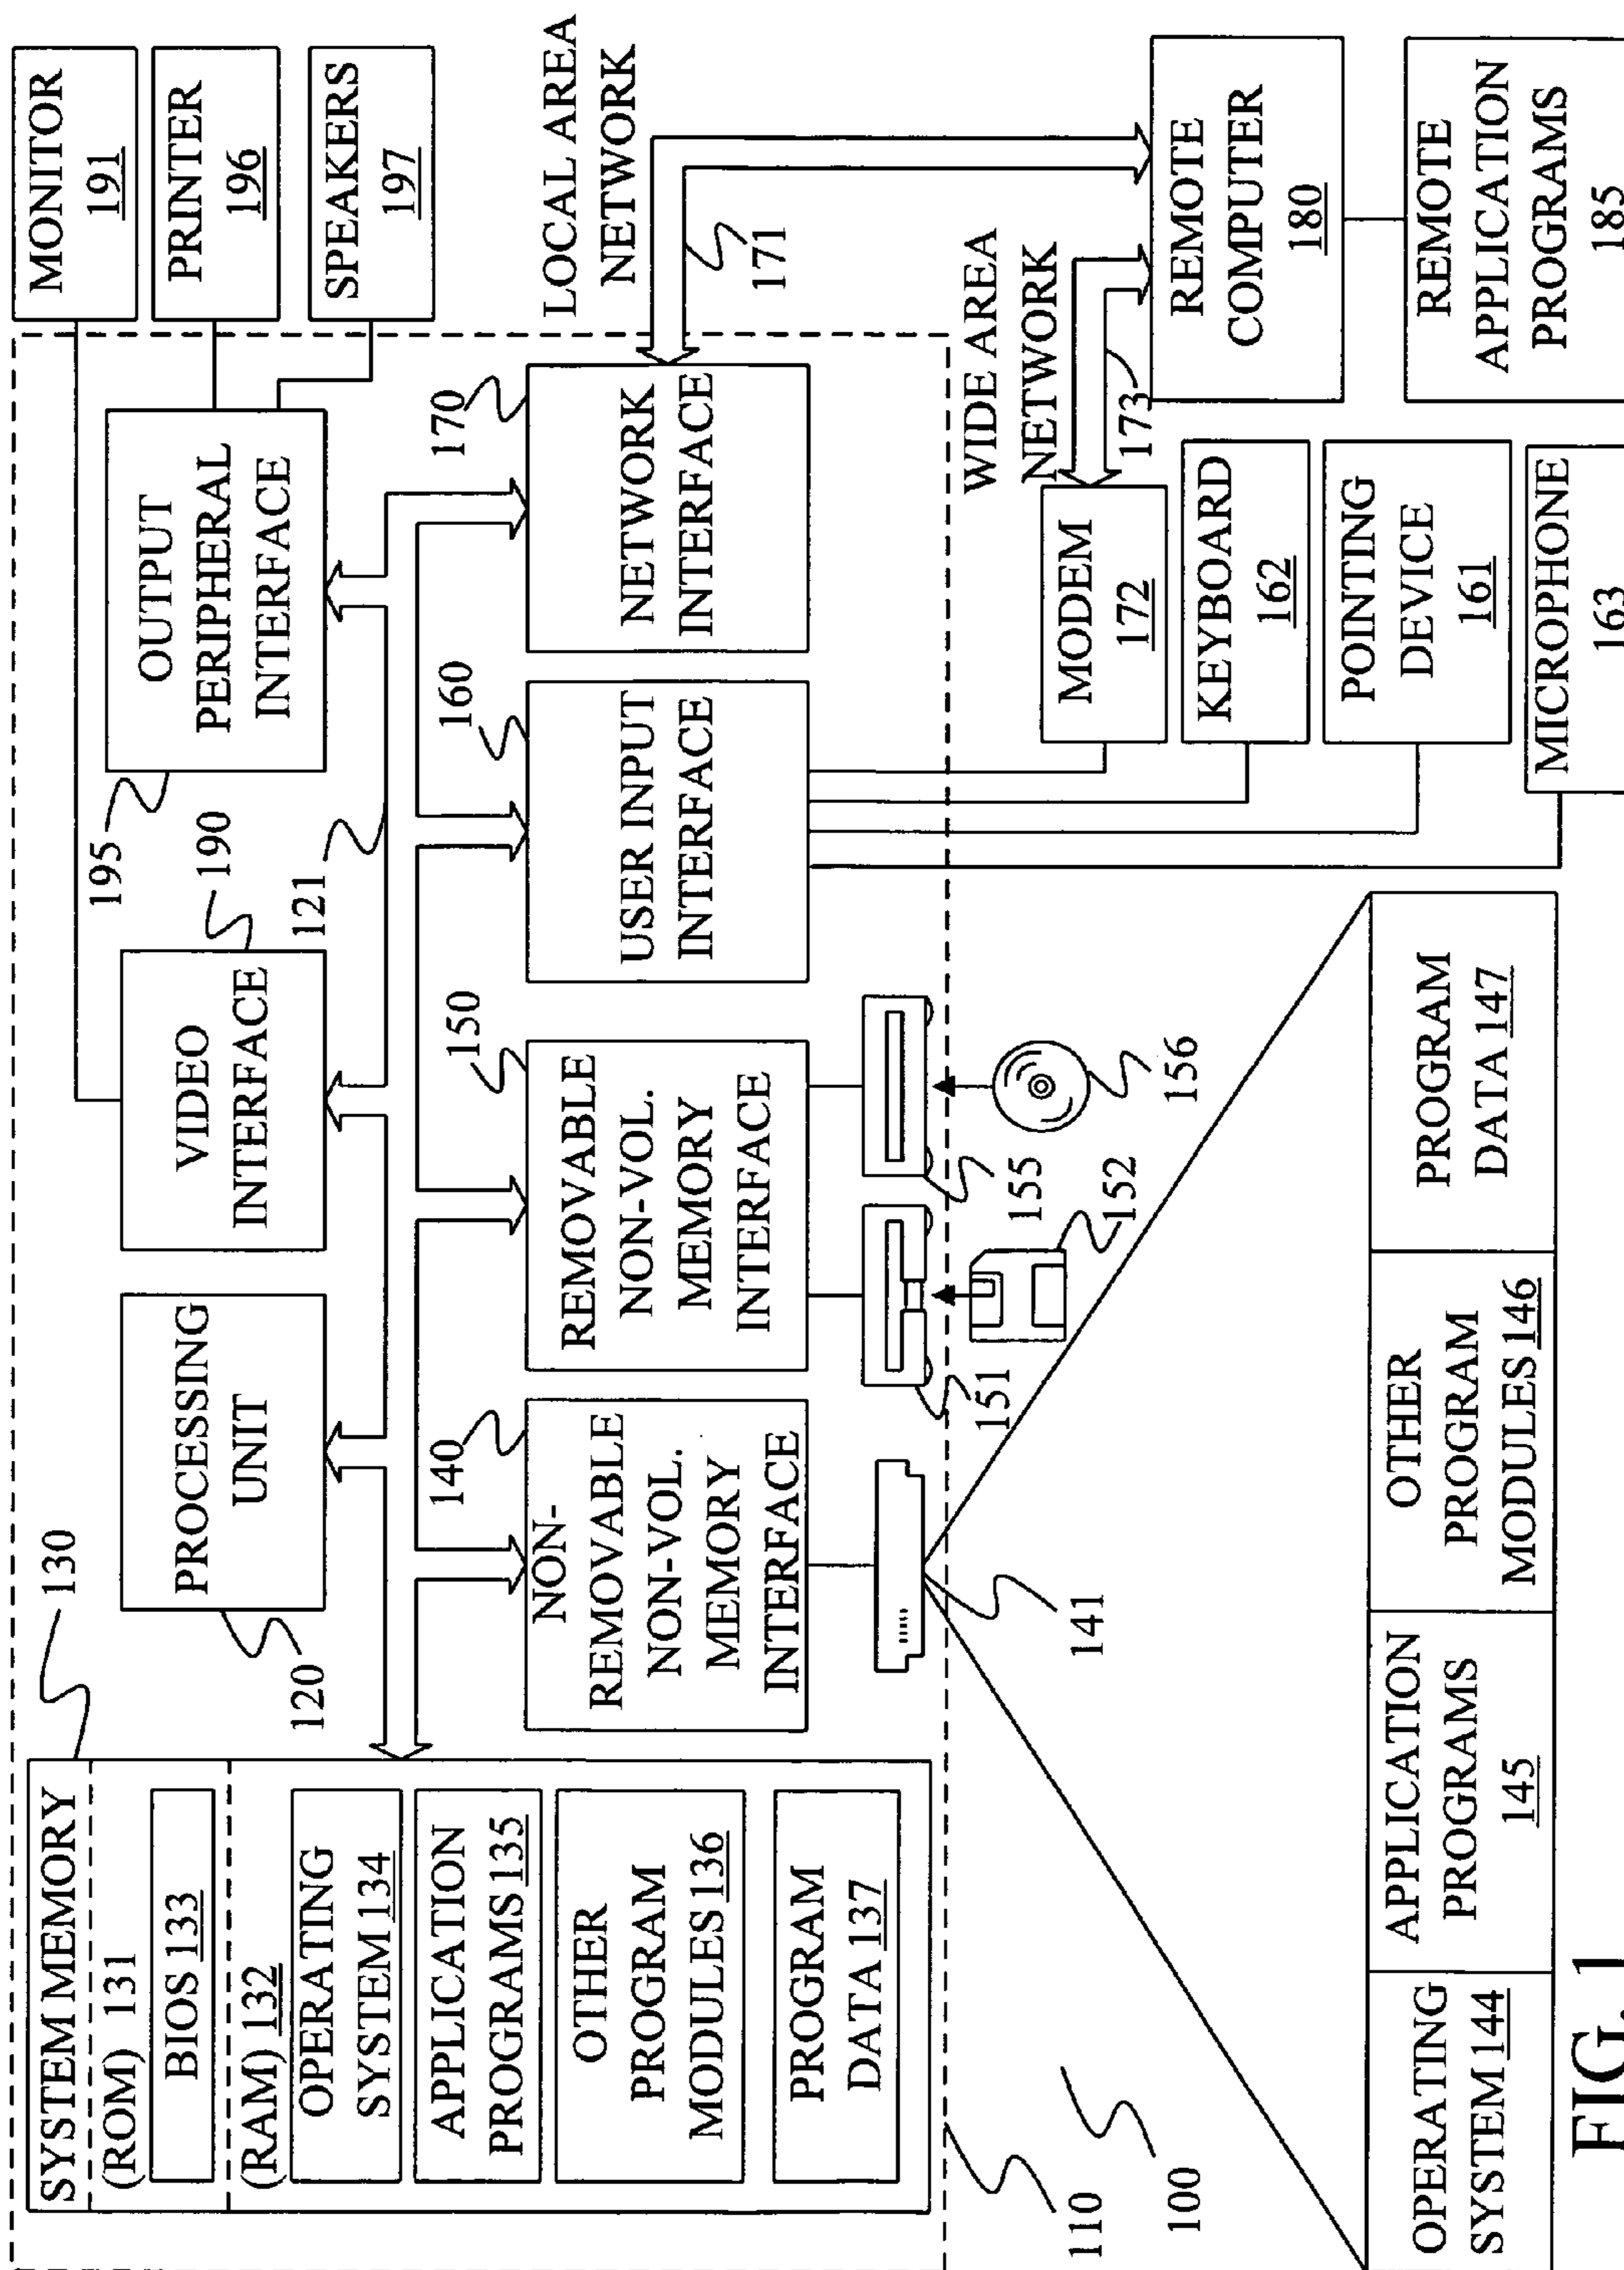 SYSTEM MEMORY
(ROM) 131
BIOS 133
(RAM) 132
OPERATING
SYSTEM 134
APPLICATION
PROGRAMS 135
OTHER
PROGRAM
MODULES 136
PROGRAM
DATA 137
130
120
PROCESSING
UNIT
VIDEO
INTERFACE
190
121
195
OUTPUT
PERIPHERAL
INTERFACE
MONITOR
191
PRINTER
196
SPEAKERS
197
140
NON-
REMOVABLE
NON-VOL.
MEMORY
INTERFACE
150
REMOVABLE
NON-VOL.
MEMORY
INTERFACE
160
USER INPUT
INTERFACE
170
NETWORK
INTERFACE
LOCAL AREA
NETWORK
171
WIDE AREA
NETWORK
173
141
151
152
155
156
MODEM
172
KEYBOARD
162
POINTING
DEVICE
161
MICROPHONE
163
REMOTE
COMPUTER
180
REMOTE
APPLICATION
PROGRAMS
185
110
100
OPERATING
SYSTEM 144
APPLICATION
PROGRAMS
145
OTHER
PROGRAM
MODULES 146
PROGRAM
DATA 147
FIG. 1